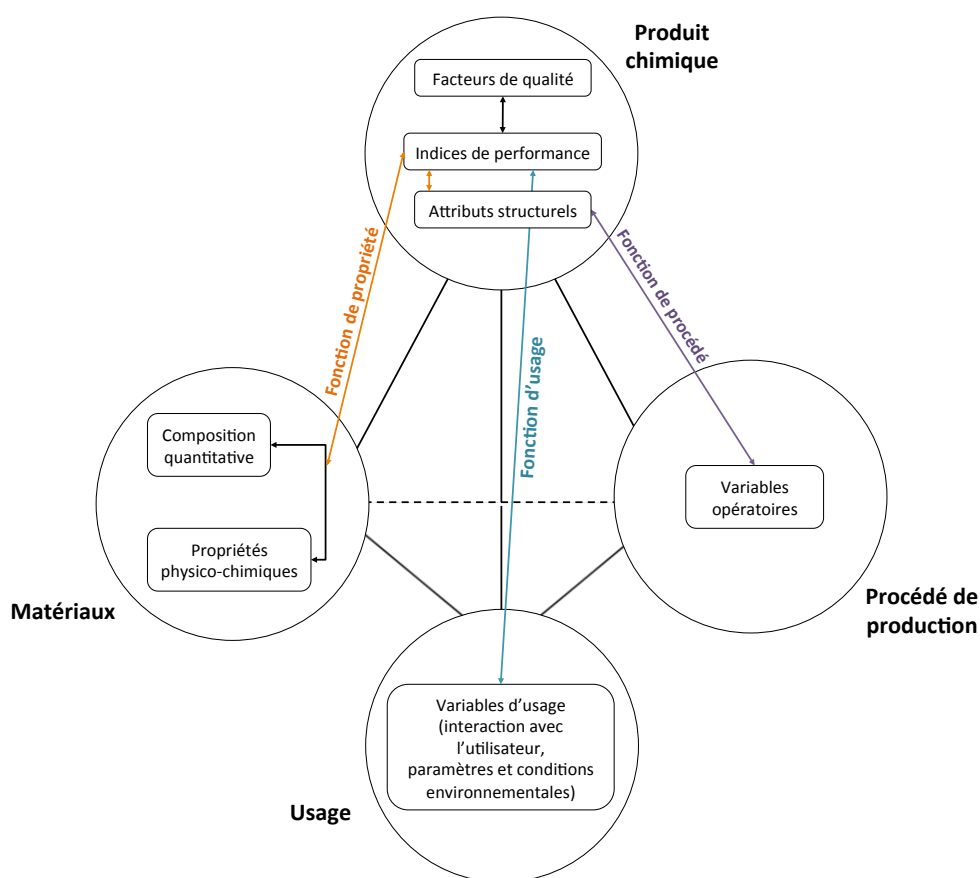 Produit
chimique
Facteurs de qualité
Indices de performance
Attributs structurels
Fonction de propriété
Fonction d'usage
Fonction de procédé
Composition
quantitative
Propriétés
physico-chimiques
Matériaux
Variables
opératoires
Procédé de
production
Variables d'usage
(interaction avec
l'utilisateur,
paramètres et conditions
environnementales)
Usage